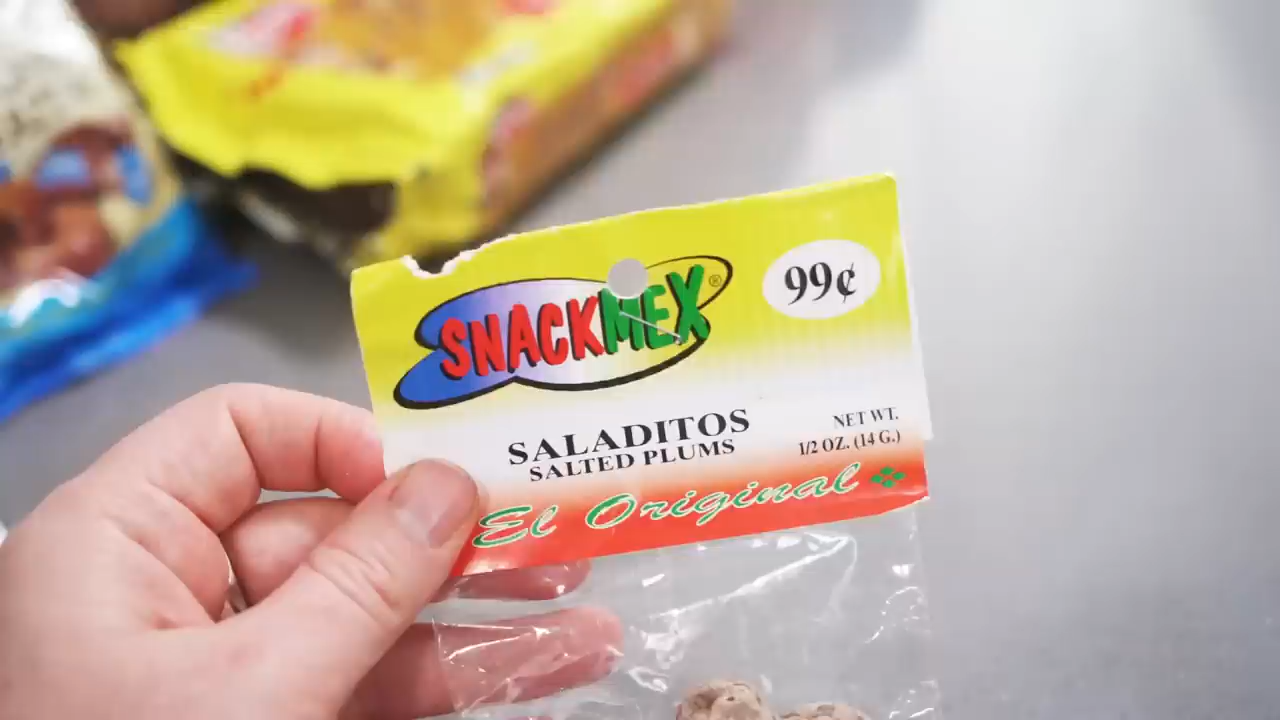 SNACKMEX®
99¢
SALADITOS
SALTED PLUMS
NET WT.
1/2 OZ. (14 G.)
El Original